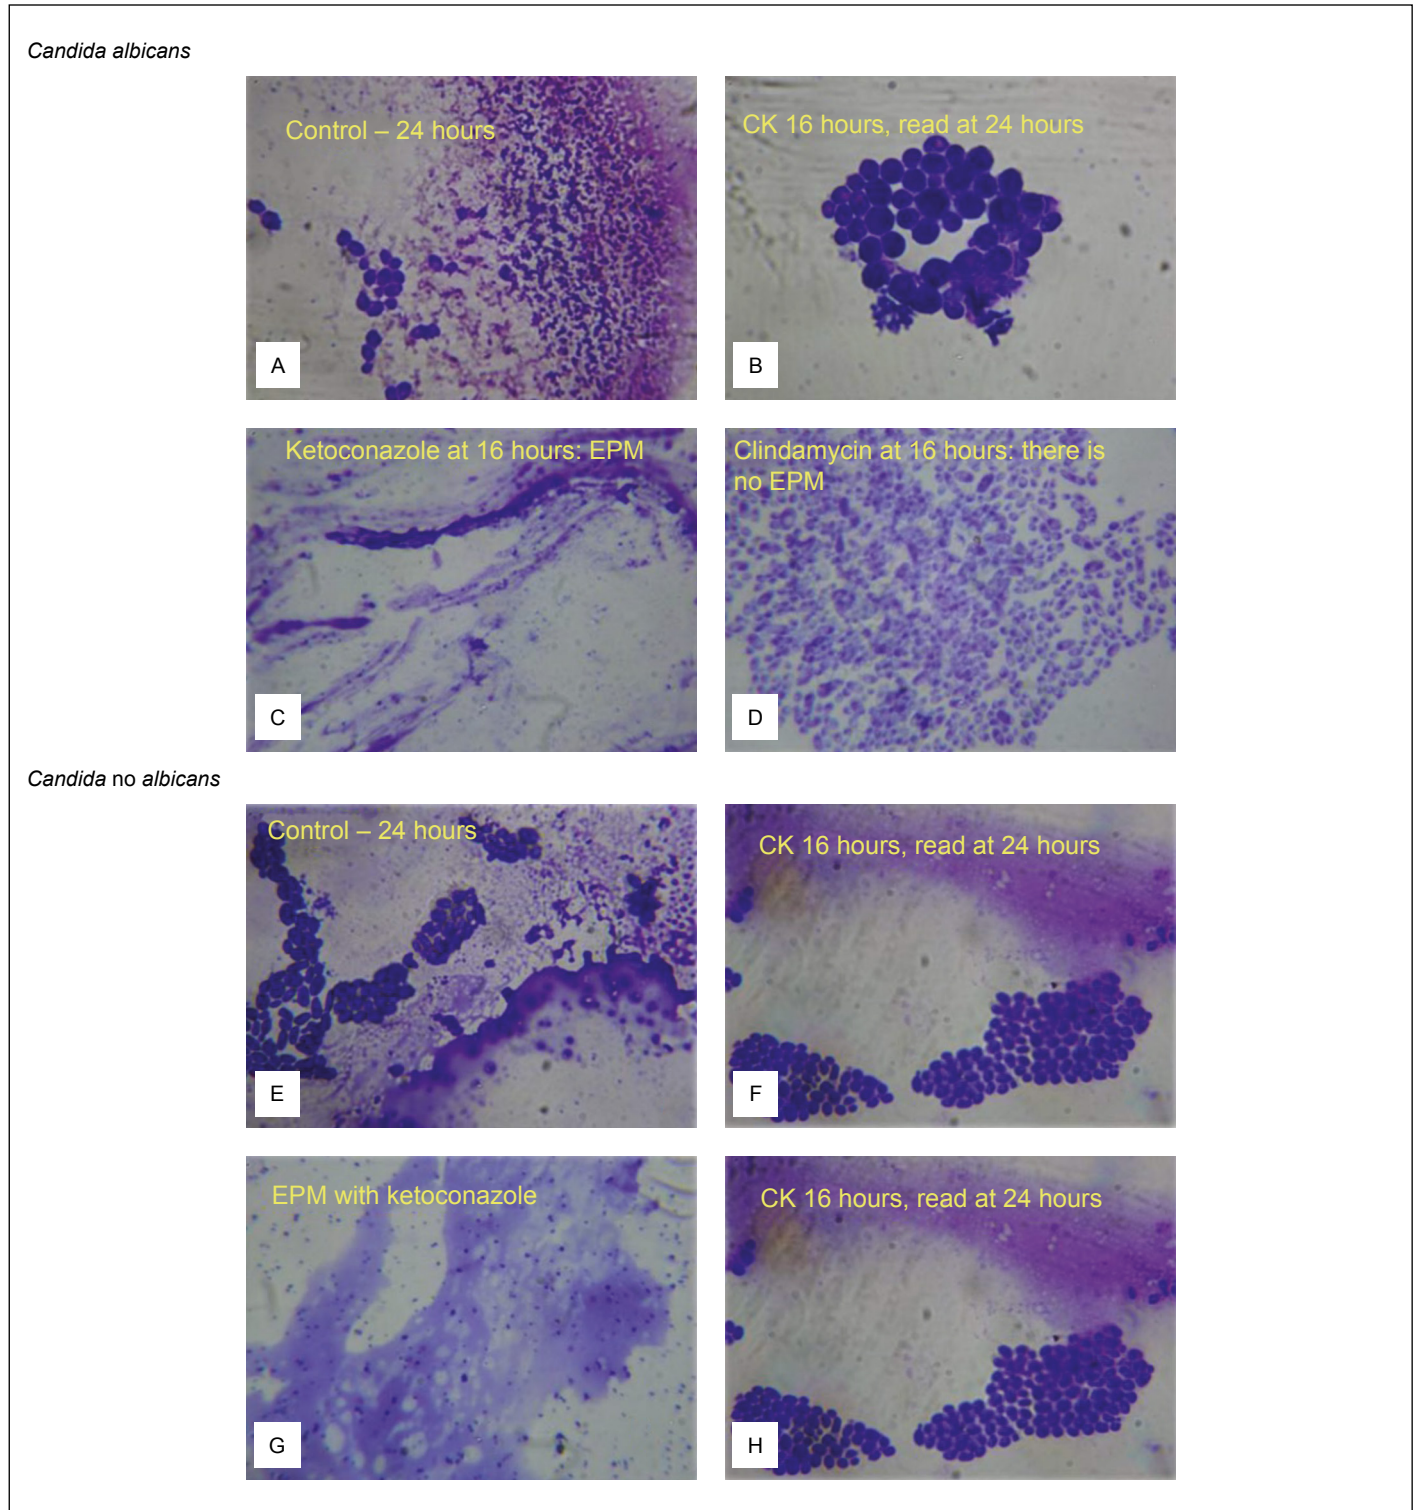 Candida albicans
Control – 24 hours
CK 16 hours, read at 24 hours
A
B
Ketoconazole at 16 hours: EPM
Clindamycin at 16 hours: there is
no EPM
C
D
Candida no albicans
Control – 24 hours
CK 16 hours, read at 24 hours
E
F
EPM with ketoconazole
CK 16 hours, read at 24 hours
G
H